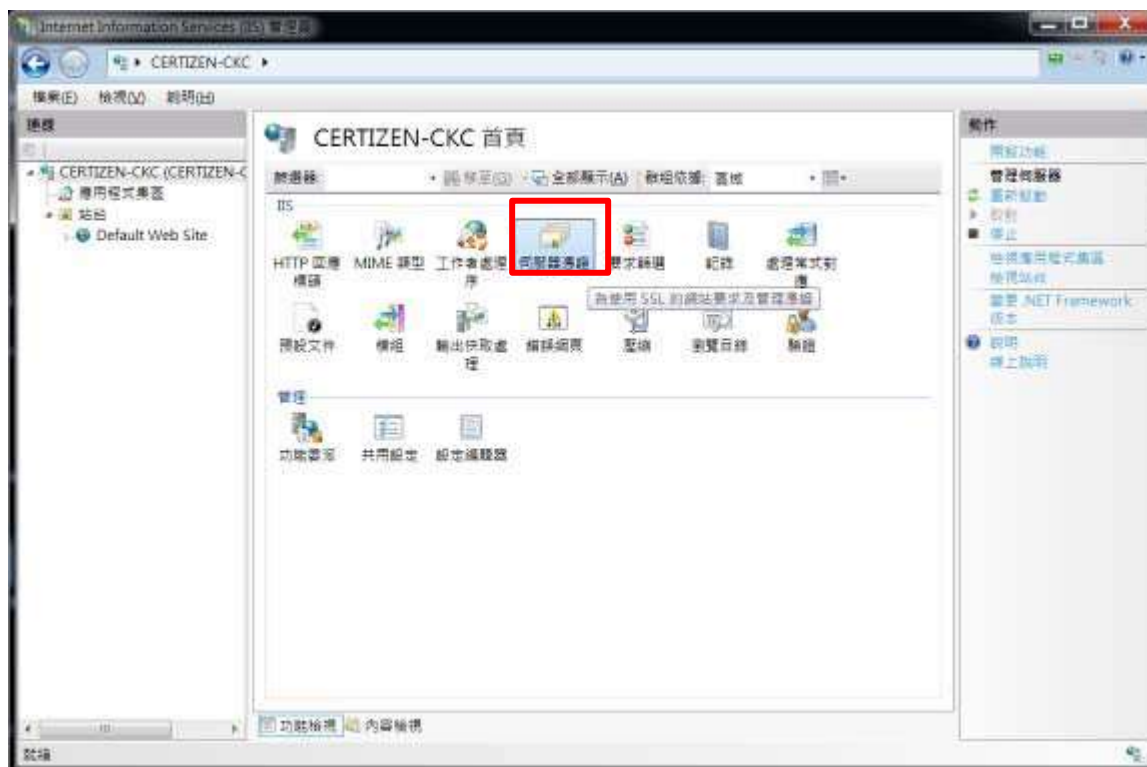 Internet Information Services (IIS) 管理員
CERTIZEN-CKC
檔案(F) 檢視(V) 說明(H)
連線
CERTIZEN-CKC (CERTIZEN-C
應用程式集區
站台
Default Web Site
CERTIZEN-CKC 首頁
篩選器: 移至(G) 全部顯示(A) 群組依據: 區域
IIS
HTTP 回應標頭
MIME 類型
工作者處理序
伺服器憑證
要求篩選
記錄
處理常式對應
為使用 SSL 的網站要求及管理憑證
預設文件
模組
輸出快取處理
錯誤網頁
壓縮
瀏覽目錄
驗證
管理
功能委派
共用設定
設定編輯器
功能檢視 內容檢視
動作
開啟功能
管理伺服器
重新啟動
啟動
停止
檢視應用程式集區
檢視站台
變更 .NET Framework
版本
說明
線上說明
就緒